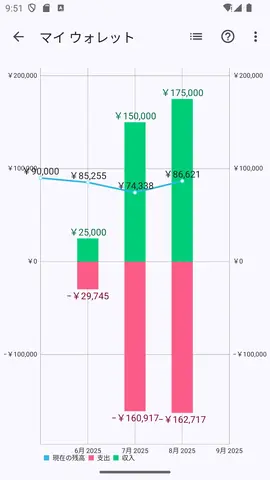 9:51
マイ ウォレット
￥200,000
￥200,000
￥175,000
￥150,000
￥100,000
￥100,000
￥90,000
￥85,255
￥74,338
￥86,621
￥25,000
￥0
￥0
−￥29,745
−￥100,000
−￥100,000
−￥160,917
−￥162,717
6月 2025
7月 2025
8月 2025
9月 2025
現在の残高
支出
収入